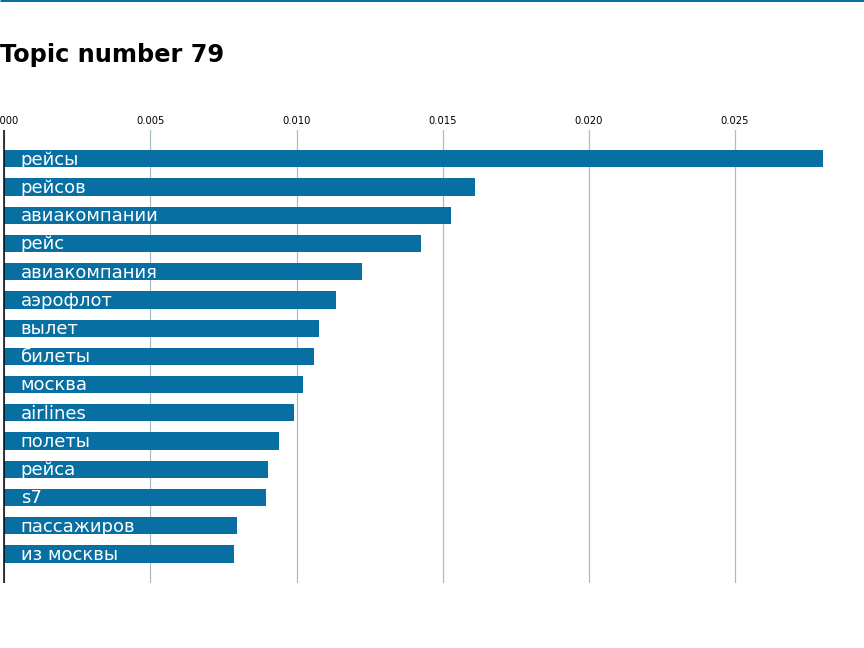 Topic number 79
.000 0.005 0.010 0.015 0.020 0.025
рейсы
рейсов
авиакомпании
рейс
авиакомпания
аэрофлот
вылет
билеты
москва
airlines
полеты
рейса
s7
пассажиров
из москвы